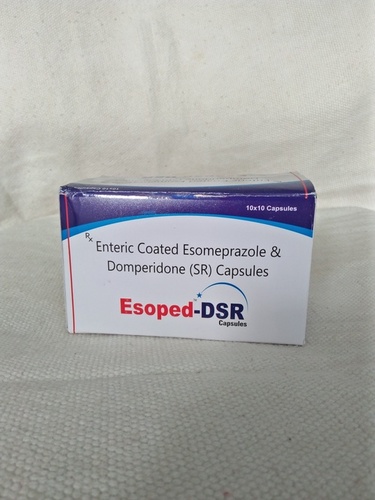 10x10 Capsules
Rx
Enteric Coated Esomeprazole &
Domperidone (SR) Capsules
Esoped-DSR
Capsules